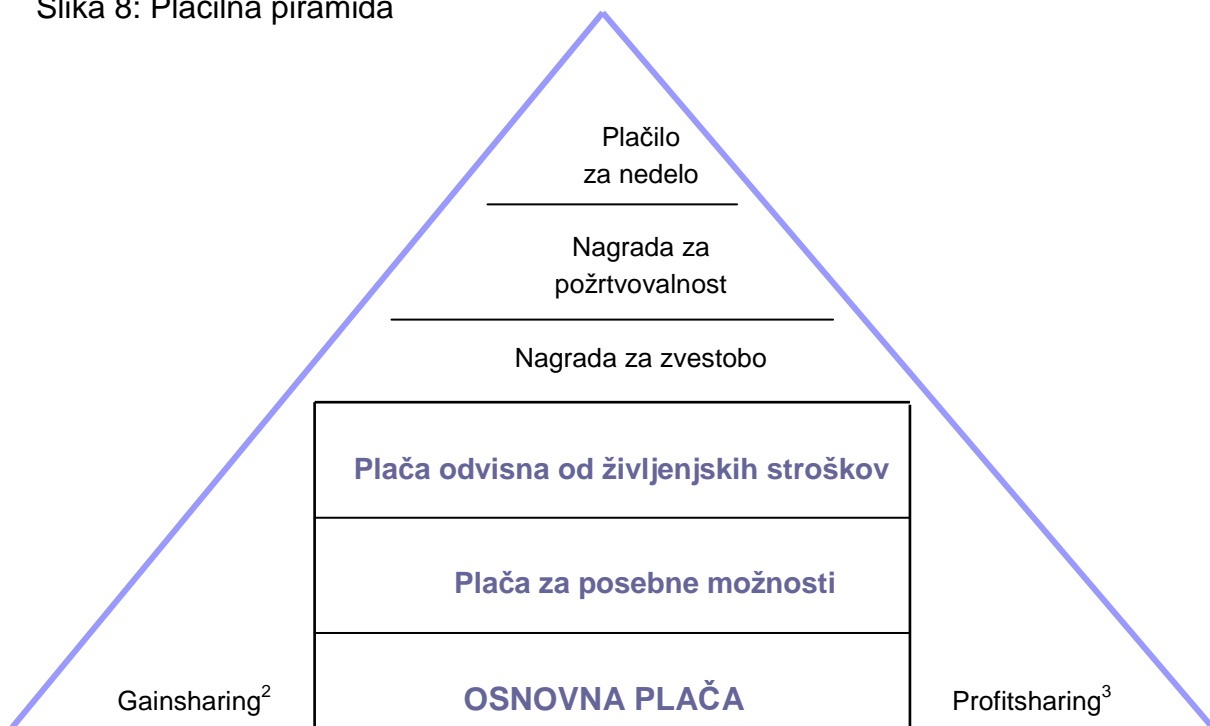 Slika 8: Plačilna piramida
Plačilo
za nedelo
Nagrada za
požrtvovalnost
Nagrada za zvestobo
Plača odvisna od življenjskih stroškov
Plača za posebne možnosti
Gainsharing²
OSNOVNA PLAČA
Profitsharing³